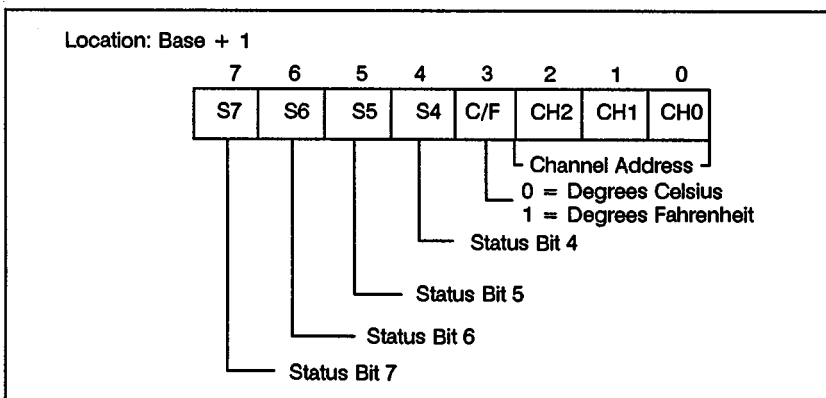 Location: Base + 1
7 6 5 4 3 2 1 0
S7 S6 S5 S4 C/F CH2 CH1 CH0
Channel Address
0 = Degrees Celsius
1 = Degrees Fahrenheit
Status Bit 4
Status Bit 5
Status Bit 6
Status Bit 7